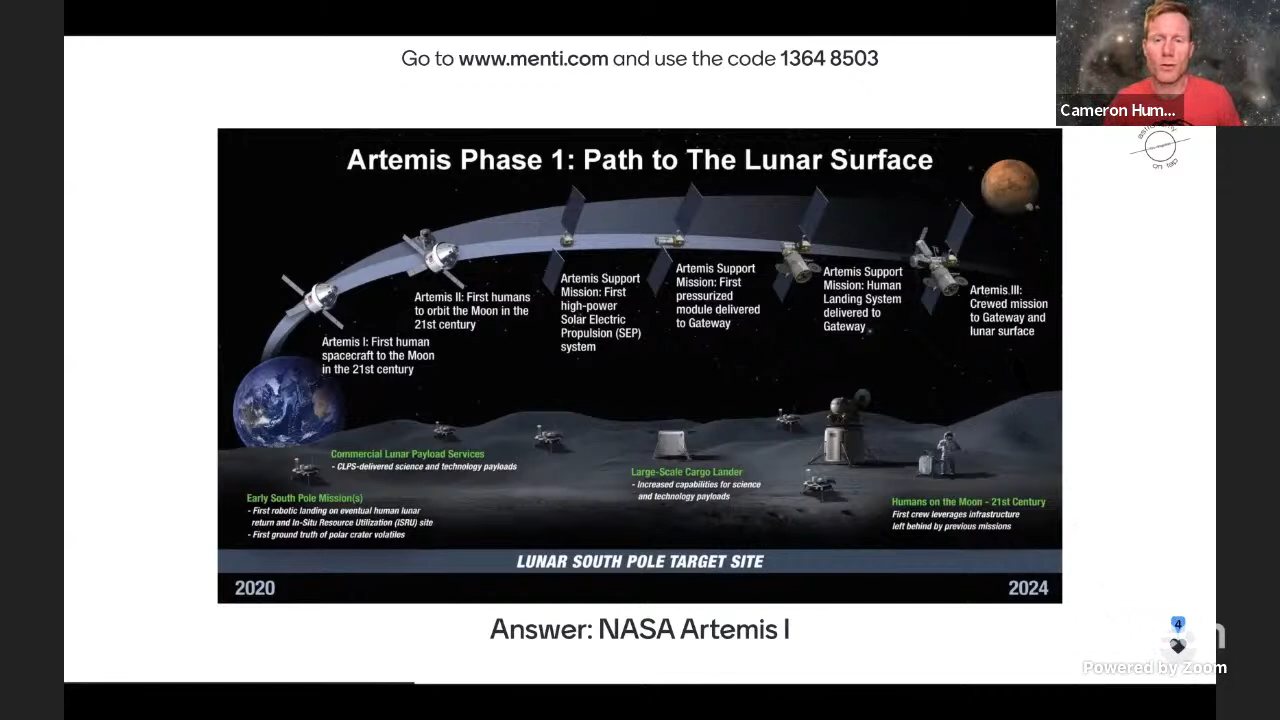 Go to www.menti.com and use the code 1364 8503
Cameron Hum...
on tap
Artemis Phase 1: Path to The Lunar Surface
Artemis I: First human
spacecraft to the Moon
in the 21st century
Artemis II: First humans
to orbit the Moon in the
21st century
Artemis Support
Mission: First
high-power
Solar Electric
Propulsion (SEP)
system
Artemis Support
Mission: First
pressurized
module delivered
to Gateway
Artemis Support
Mission: Human
Landing System
delivered to
Gateway
Artemis III:
Crewed mission
to Gateway and
lunar surface
Commercial Lunar Payload Services
- CLPS-delivered science and technology payloads
Early South Pole Mission(s)
- First robotic landing on eventual human lunar
return and In-Situ Resource Utilization (ISRU) site
- First ground truth of polar crater volatiles
Large-Scale Cargo Lander
- Increased capabilities for science
and technology payloads
Humans on the Moon - 21st Century
First crew leverages infrastructure
left behind by previous missions
LUNAR SOUTH POLE TARGET SITE
2020
2024
Answer: NASA Artemis I
4
Powered by Zoom